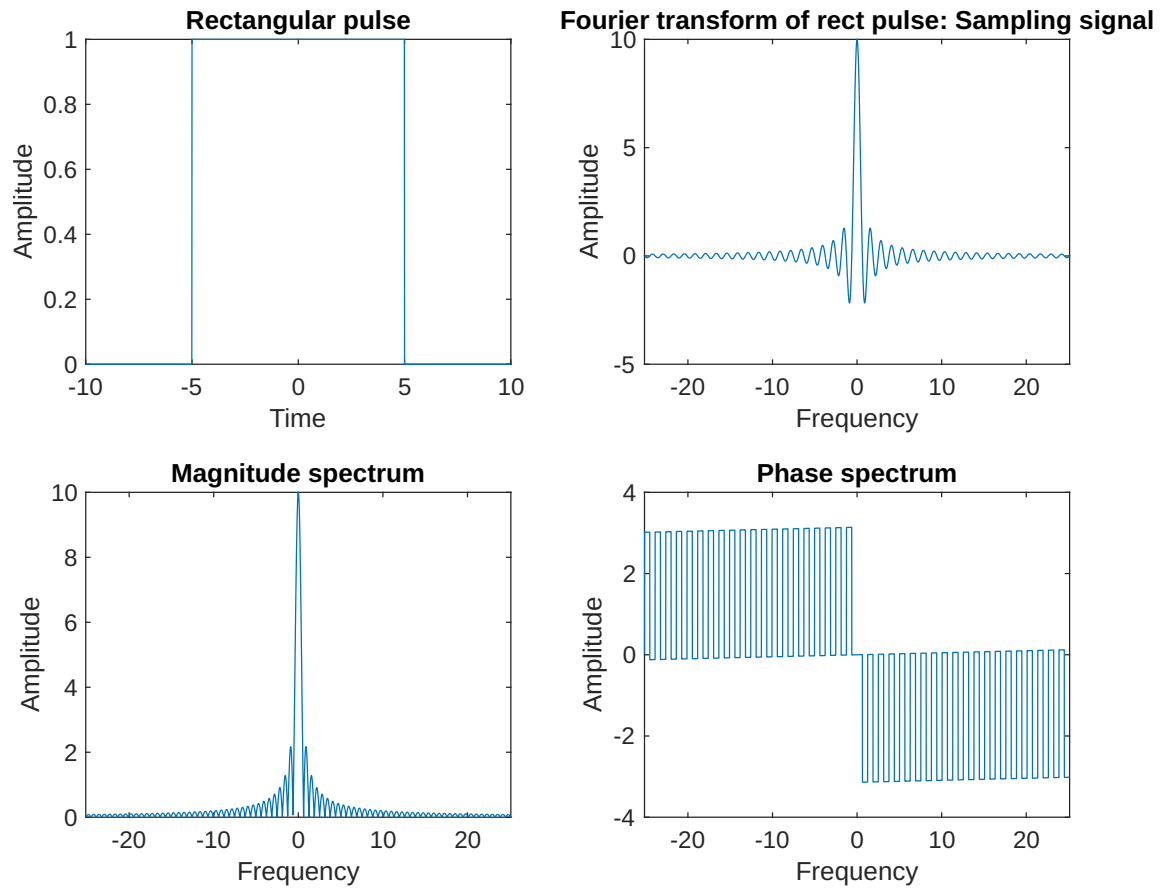 Rectangular pulse
1
0.8
0.6
0.4
0.2
0
Amplitude
-10 -5 0 5 10
Time
Fourier transform of rect pulse: Sampling signal
10
5
0
-5
Amplitude
-20 -10 0 10 20
Frequency
Magnitude spectrum
10
8
6
4
2
0
Amplitude
-20 -10 0 10 20
Frequency
Phase spectrum
4
2
0
-2
-4
Amplitude
-20 -10 0 10 20
Frequency